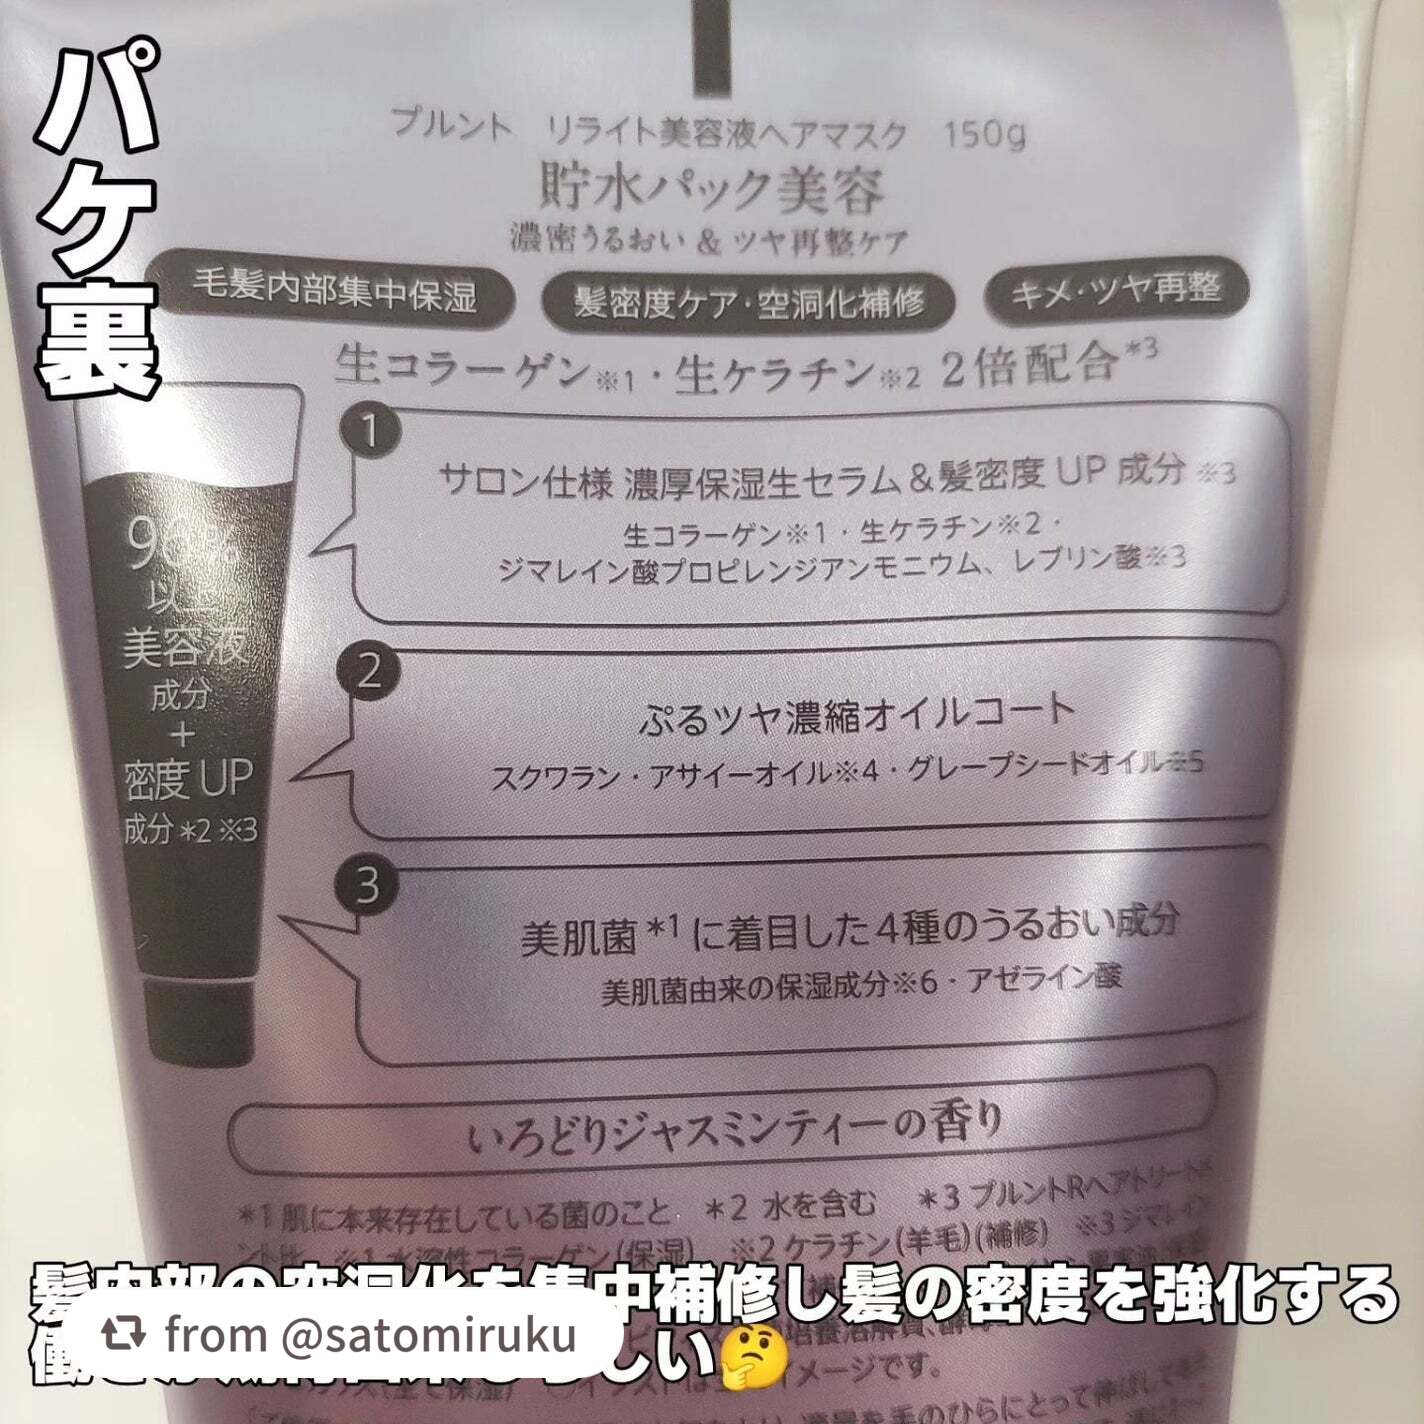 パケ裏
プルント リライト美容液ヘアマスク 150g
貯水パック美容
濃密うるおい & ツヤ再整ケア
毛髪内部集中保湿
髪密度ケア・空洞化補修
キメ・ツヤ再整
生コラーゲン※1・生ケラチン※2 2倍配合*3
1
サロン仕様 濃厚保湿生セラム&髪密度 UP 成分 ※3
生コラーゲン※1・生ケラチン※2・
ジマレイン酸プロピレンジアンモニウム、レブリン酸※3
96%
以上
美容液
成分
+
密度 UP
成分*2※3
2
ぷるツヤ濃縮オイルコート
スクワラン・アサイーオイル※4・グレープシードオイル※5
3
美肌菌*1に着目した4種のうるおい成分
美肌菌由来の保湿成分※6・アゼライン酸
いろどりジャスミンティーの香り
*1 肌に本来存在している菌のこと *2 水を含む *3 プルントRヘアトリート
※1 水溶性コラーゲン(保湿) ※2 ケラチン(羊毛)(補修) ※3 ジマレイン
髪内部の空洞化を集中補修し髪の密度を強化する
しい🤔
from @satomiruku
イメージです。